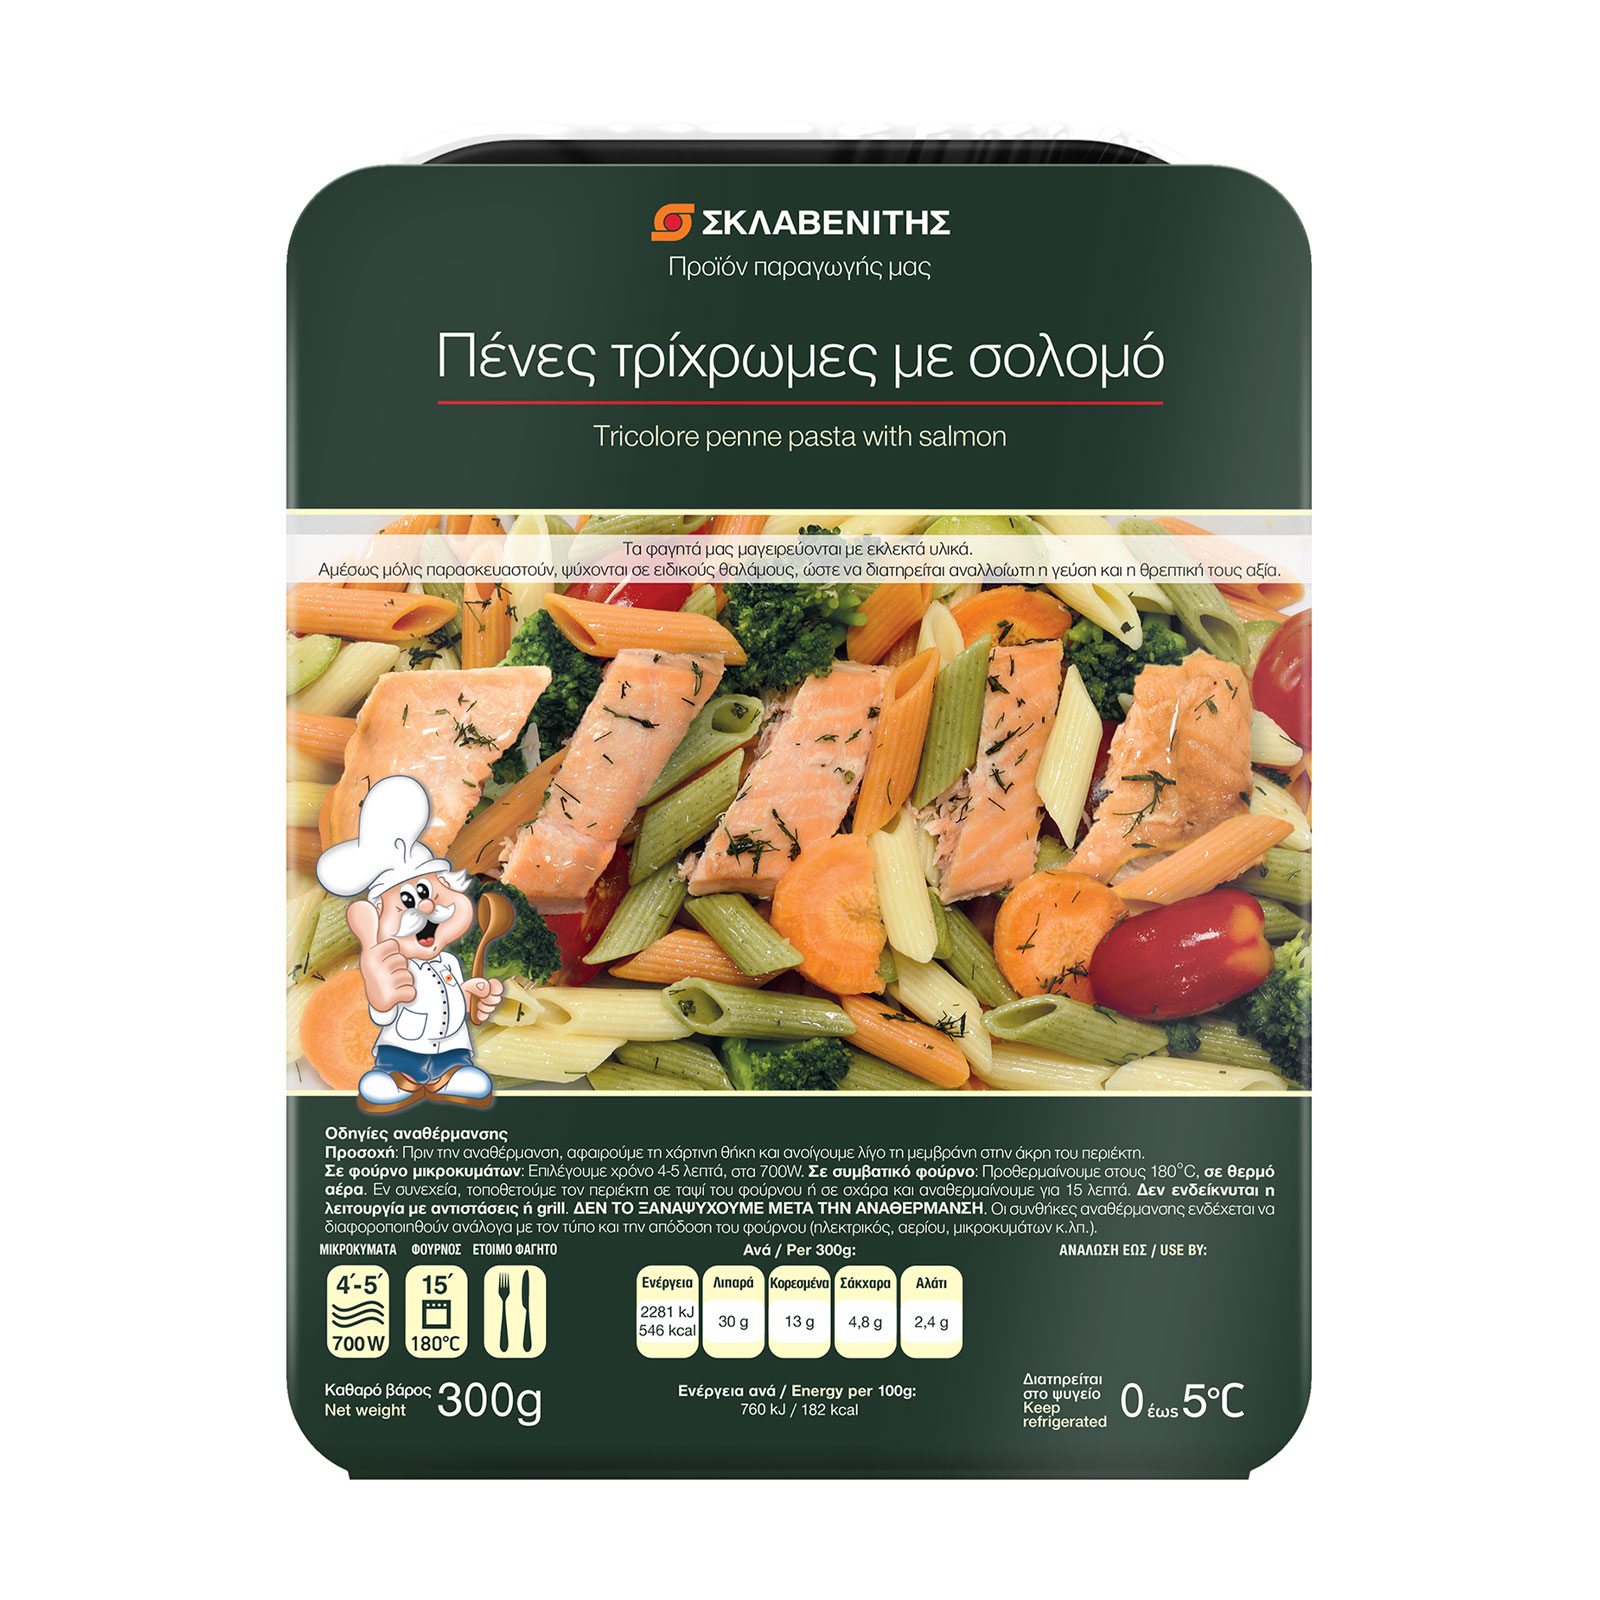 ΣΚΛΑΒΕΝΙΤΗΣ
Προϊόν παραγωγής μας
Πένες τρίχρωμες με σολομό
Tricolore penne pasta with salmon
Τα φαγητά μας μαγειρεύονται με εκλεκτά υλικά.
Αμέσως μόλις παρασκευαστούν, ψύχονται σε ειδικούς θαλάμους, ώστε να διατηρείται αναλλοίωτη η γεύση και η θρεπτική τους αξία.
Οδηγίες αναθέρμανσης
Προσοχή: Πριν την αναθέρμανση, αφαιρούμε τη χάρτινη θήκη και ανοίγουμε λίγο τη μεμβράνη στην άκρη του περιέκτη.
Σε φούρνο μικροκυμάτων: Επιλέγουμε χρόνο 4-5 λεπτά, στα 700W. Σε συμβατικό φούρνο: Προθερμαίνουμε στους 180°C, σε θερμό
αέρα. Εν συνεχεία, τοποθετούμε τον περιέκτη σε ταψί του φούρνου ή σε σχάρα και αναθερμαίνουμε για 15 λεπτά. Δεν ενδείκνυται η
λειτουργία με αντιστάσεις ή grill. ΔΕΝ ΤΟ ΞΑΝΑΨΥΧΟΥΜΕ ΜΕΤΑ ΤΗΝ ΑΝΑΘΕΡΜΑΝΣΗ. Οι συνθήκες αναθέρμανσης ενδέχεται να
διαφοροποιηθούν ανάλογα με τον τύπο και την απόδοση του φούρνου (ηλεκτρικός, αερίου, μικροκυμάτων κ.λπ.).
ΜΙΚΡΟΚΥΜΑΤΑ ΦΟΥΡΝΟΣ ΕΤΟΙΜΟ ΦΑΓΗΤΟ
4΄-5΄ 15΄
700W 180°C
Ανά / Per 300g:
Ενέργεια Λιπαρά Κορεσμένα Σάκχαρα Αλάτι
2281 kJ
546 kcal 30 g 13 g 4,8 g 2,4 g
ΑΝΑΛΩΣΗ ΕΩΣ / USE BY:
Καθαρό βάρος
Net weight 300g
Ενέργεια ανά / Energy per 100g:
760 kJ / 182 kcal
Διατηρείται
στο ψυγείο
Keep
refrigerated
0 έως 5°C